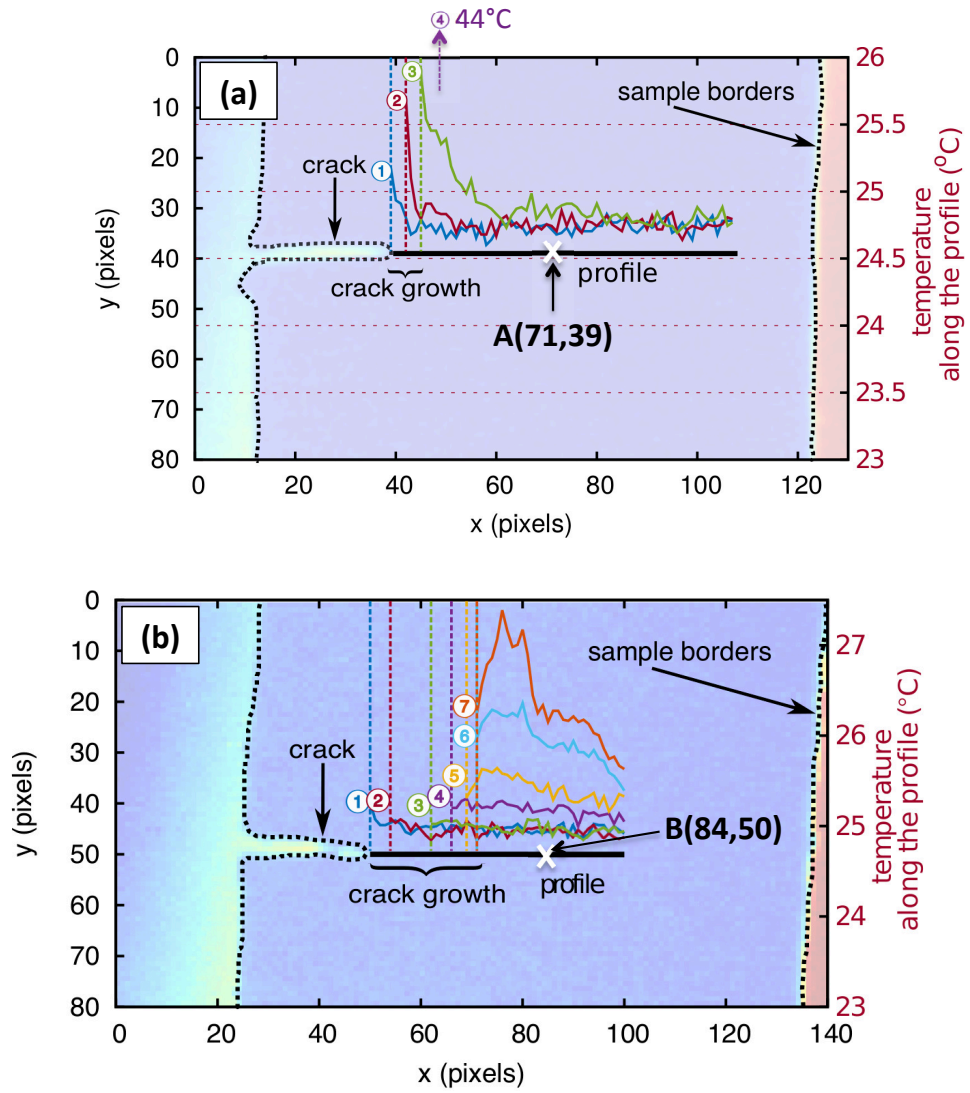 ④ 44°C
(a)
0
10
20
30
40
50
60
70
80
y (pixels)
③
②
①
crack
sample borders
crack growth
profile
A(71,39)
26
25.5
25
24.5
24
23.5
23
temperature
along the profile (°C)
0 20 40 60 80 100 120
x (pixels)
(b)
0
10
20
30
40
50
60
70
80
y (pixels)
sample borders
crack
⑦
⑥
⑤
④
③
①②
B(84,50)
crack growth
profile
27
26
25
24
23
temperature
along the profile (°C)
0 20 40 60 80 100 120 140
x (pixels)